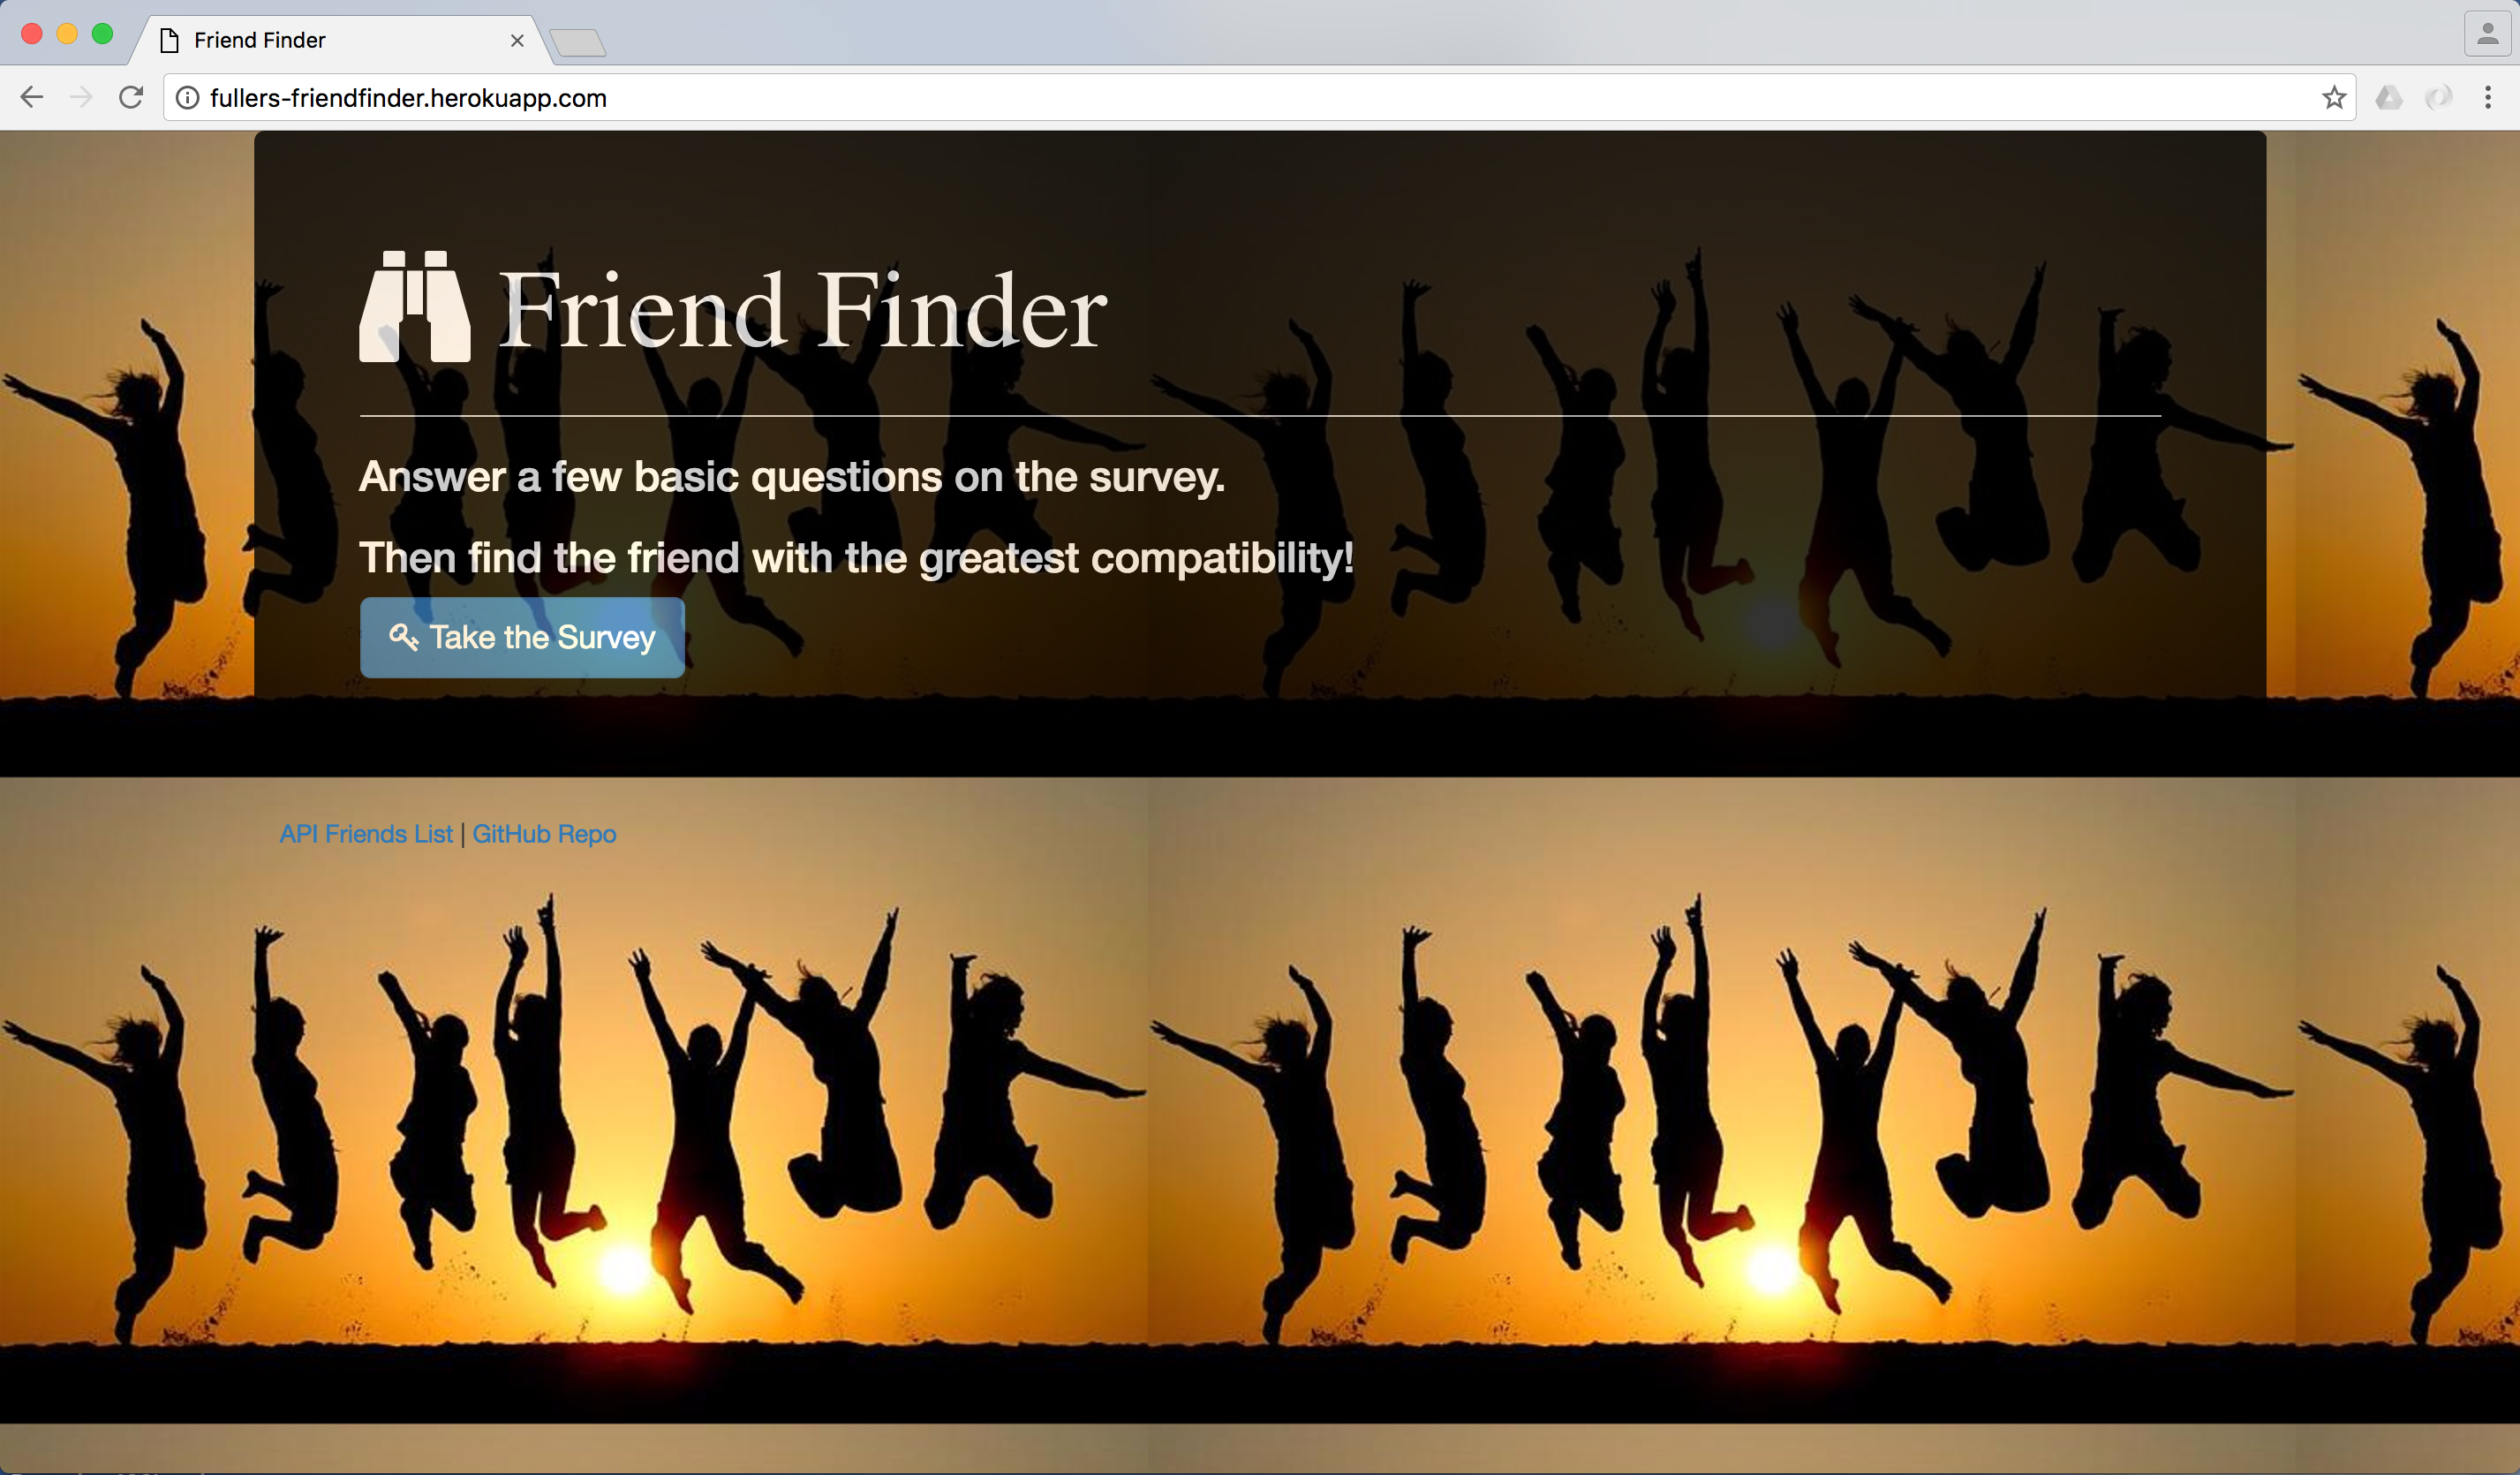 Friend Finder
fullers-friendfinder.herokuapp.com
Friend Finder
Answer a few basic questions on the survey.
Then find the friend with the greatest compatibility!
Take the Survey
API Friends List | GitHub Repo